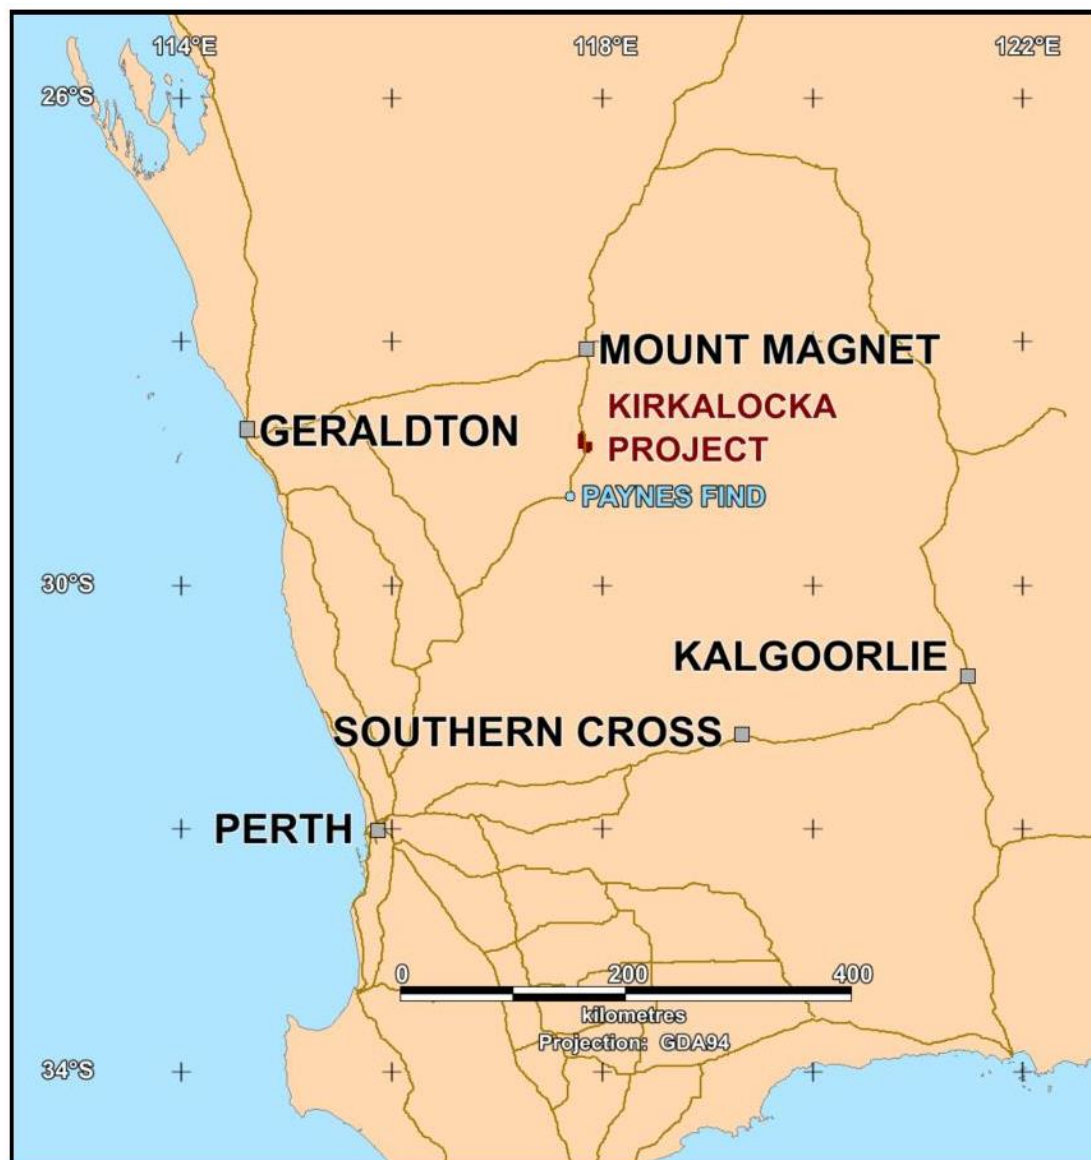 114°E 118°E 122°E
26°S
MOUNT MAGNET
KIRKALOCKA
PROJECT
GERALDTON
PAYNES FIND
30°S
KALGOORLIE
SOUTHERN CROSS
PERTH
0 200 400
kilometres
Projection: GDA94
34°S